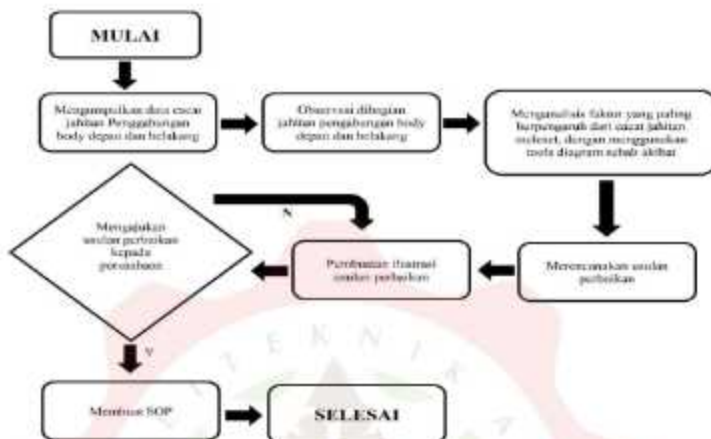 MULAI
Mengumpulkan data cacat
jahitan Penggabungan
body depan dan belakang
Observasi dibagian
jahitan pengabungan body
depan dan belakang
Menganalisis faktor yang paling
berpengaruh dari cacat jahitan
meleset, dengan menggunakan
tools diagram sebab akibat
Mengajukan
usulan perbaikan
kepada
perusahaan
N
Pembuatan ilustrasi
usulan perbaikan
Merencanakan usulan
perbaikan
Y
Membuat SOP
SELESAI